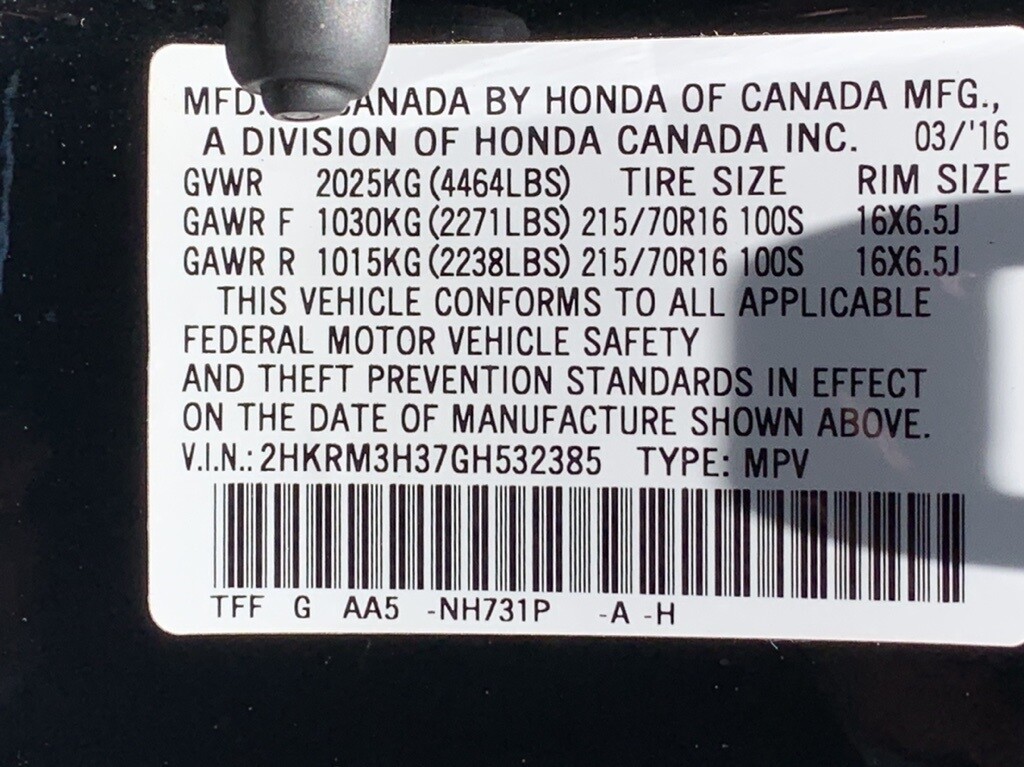 MFD. CANADA BY HONDA OF CANADA MFG.,
A DIVISION OF HONDA CANADA INC. 03/'16
GVWR 2025KG (4464LBS) TIRE SIZE RIM SIZE
GAWR F 1030KG (2271LBS) 215/70R16 100S 16X6.5J
GAWR R 1015KG (2238LBS) 215/70R16 100S 16X6.5J
THIS VEHICLE CONFORMS TO ALL APPLICABLE
FEDERAL MOTOR VEHICLE SAFETY
AND THEFT PREVENTION STANDARDS IN EFFECT
ON THE DATE OF MANUFACTURE SHOWN ABOVE.
V.I.N.: 2HKRM3H37GH532385 TYPE: MPV
TFF G AA5 -NH731P -A -H